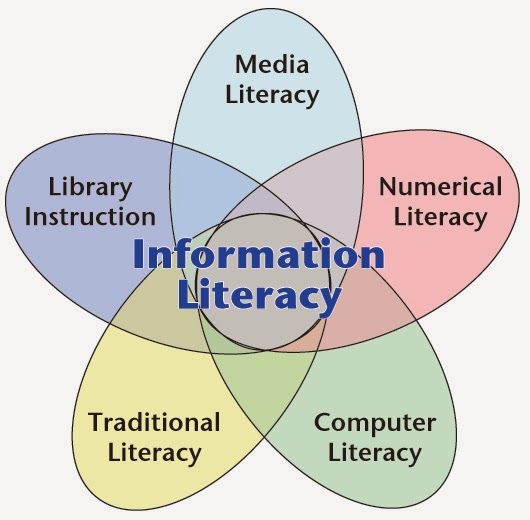 Media
Literacy
Library
Instruction
Numerical
Literacy
Information
Literacy
Traditional
Literacy
Computer
Literacy